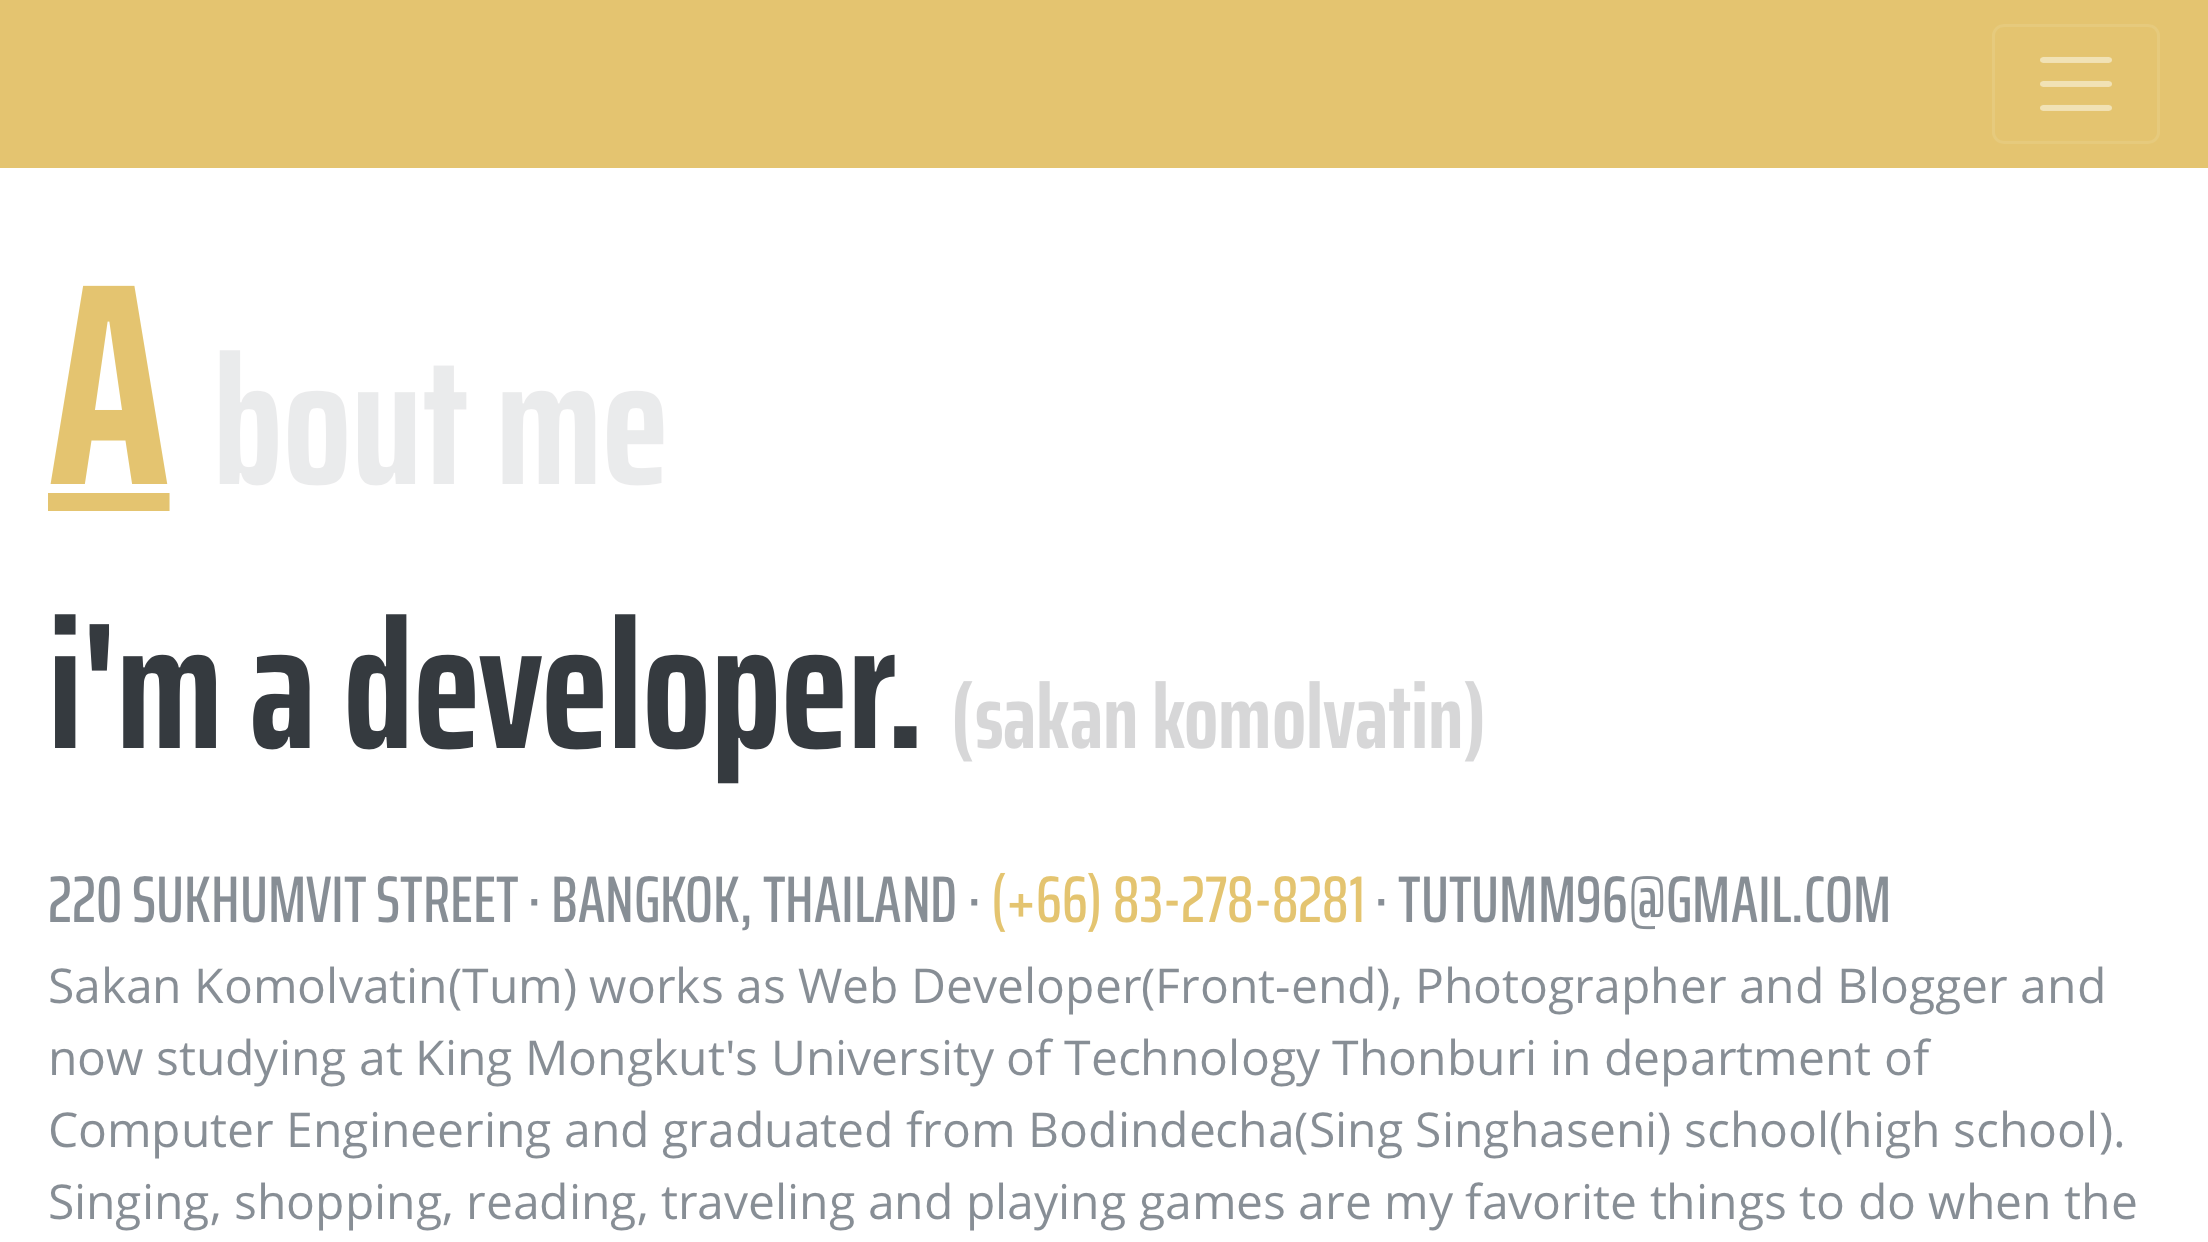 About me
i'm a developer. (sakan komolvatin)
220 SUKHUMVIT STREET · BANGKOK, THAILAND · (+66) 83-278-8281 · TUTUMM96@GMAIL.COM
Sakan Komolvatin(Tum) works as Web Developer(Front-end), Photographer and Blogger and
now studying at King Mongkut's University of Technology Thonburi in department of
Computer Engineering and graduated from Bodindecha(Sing Singhaseni) school(high school).
Singing, shopping, reading, traveling and playing games are my favorite things to do when the